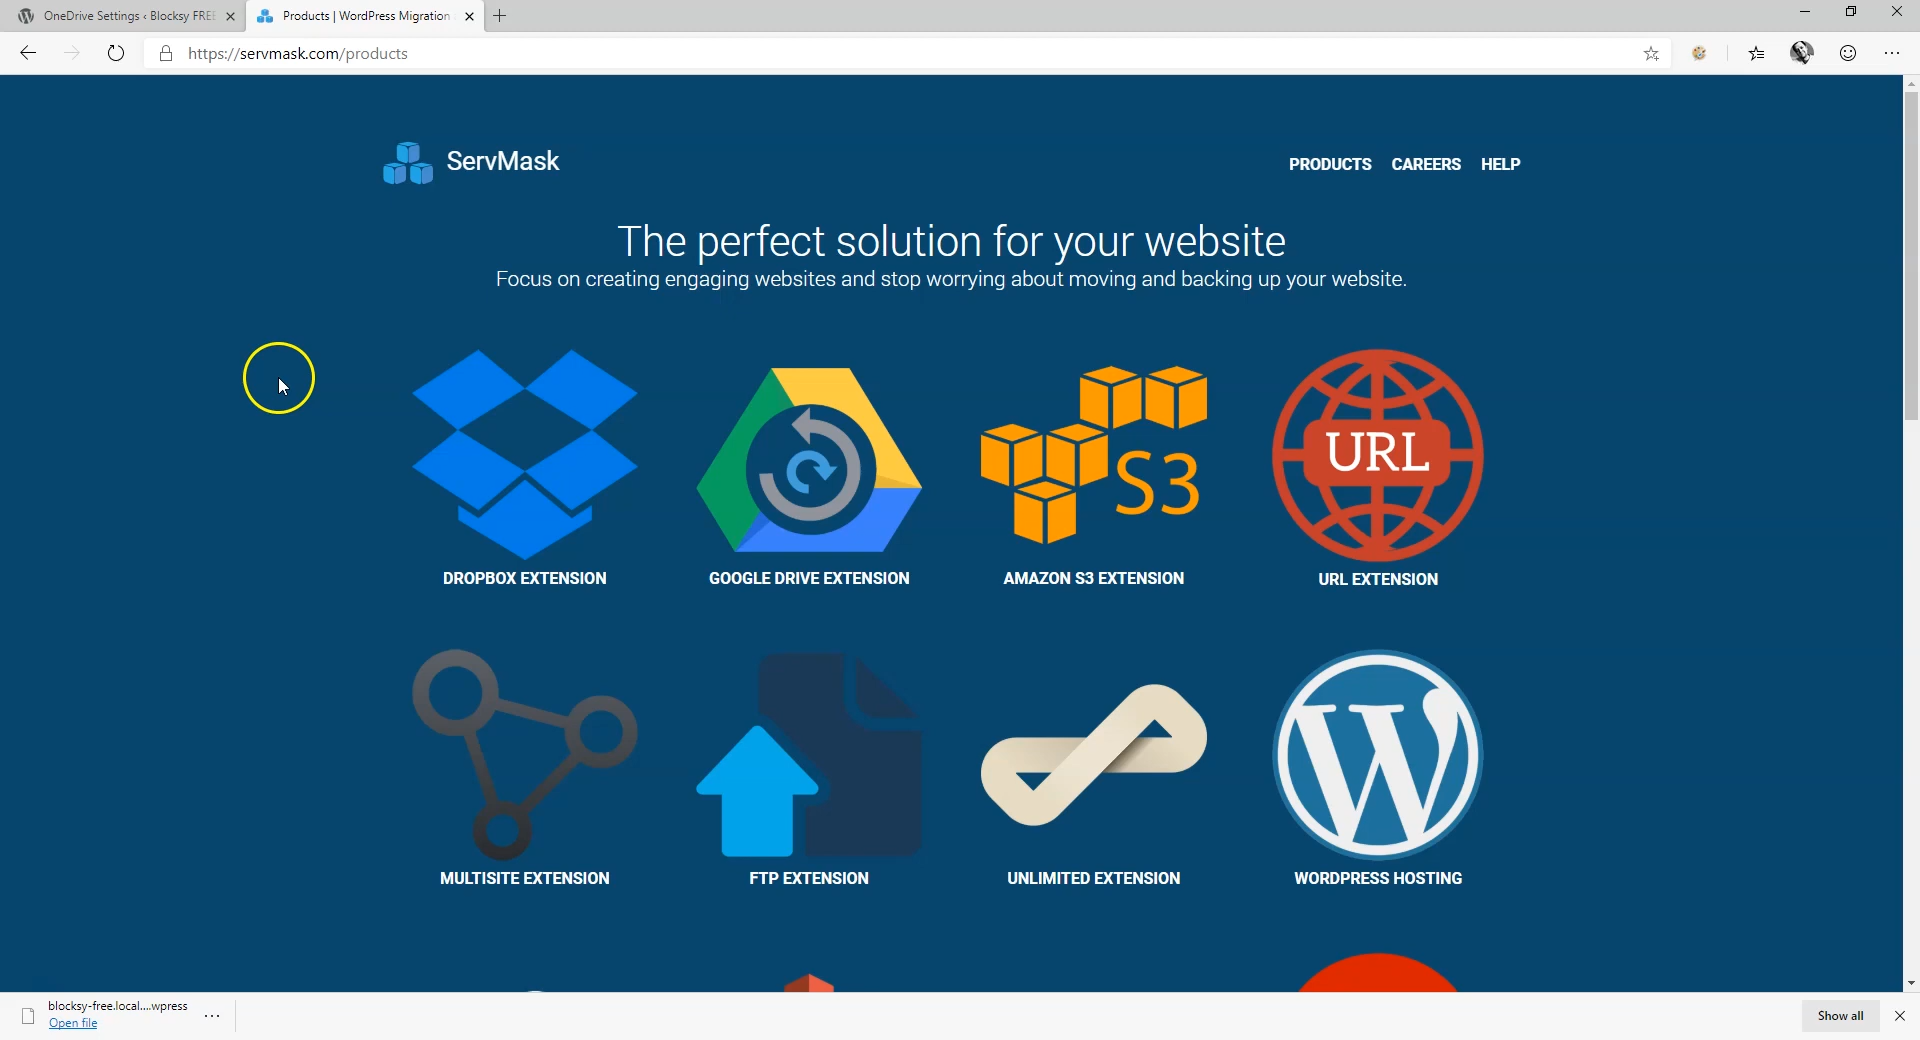 OneDrive Settings ‹ Blocksy FREE
Products | WordPress Migration
https://servmask.com/products
ServMask
PRODUCTS CAREERS HELP
The perfect solution for your website
Focus on creating engaging websites and stop worrying about moving and backing up your website.
S3
URL
DROPBOX EXTENSION
GOOGLE DRIVE EXTENSION
AMAZON S3 EXTENSION
URL EXTENSION
W
MULTISITE EXTENSION
FTP EXTENSION
UNLIMITED EXTENSION
WORDPRESS HOSTING
blocksy-free.local....wpress
Open file
Show all